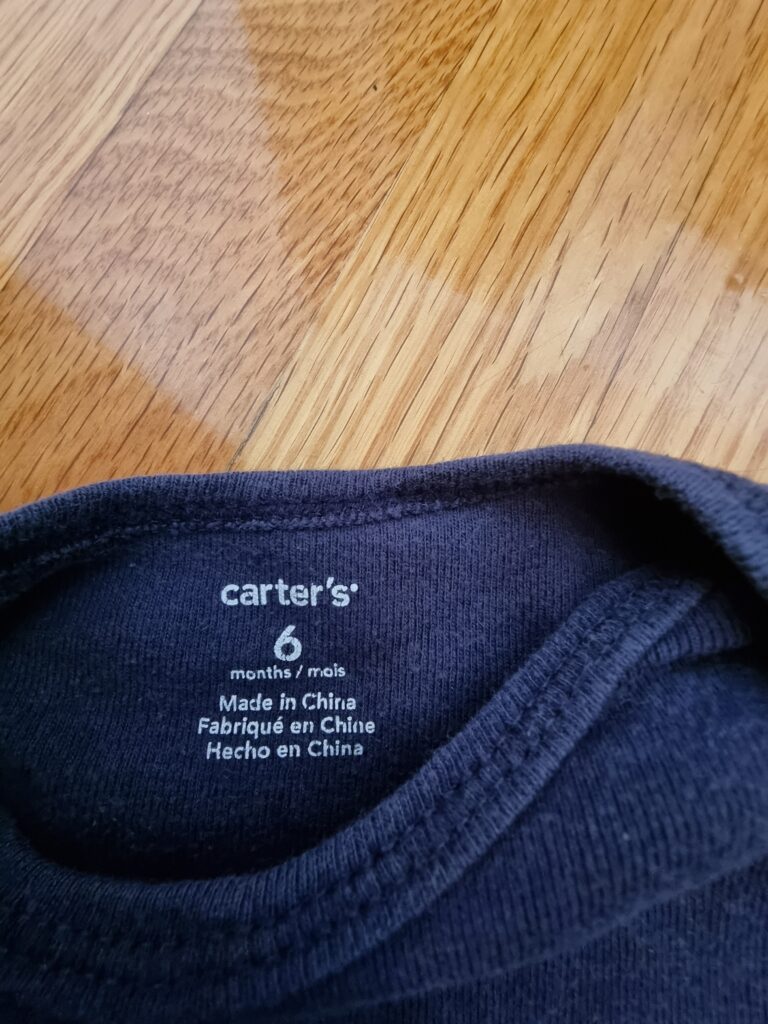 carter's
6
months / mois
Made in China
Fabriqué en Chine
Hecho en China